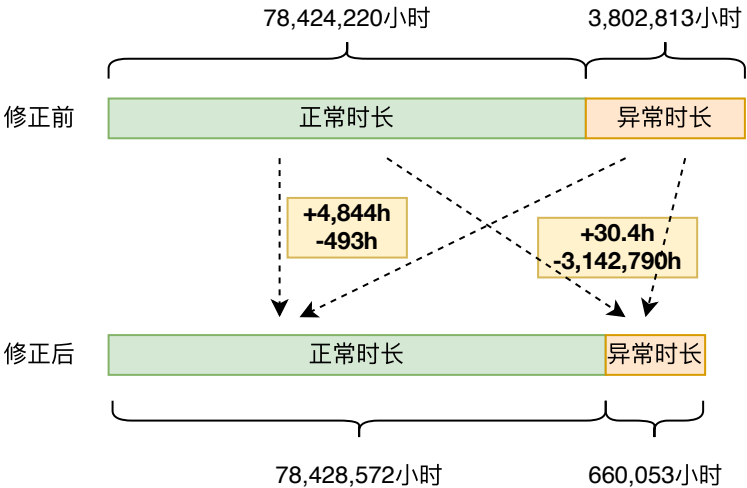 78,424,220小时
3,802,813小时
修正前
正常时长
异常时长
+4,844h
-493h
+30.4h
-3,142,790h
修正后
正常时长
异常时长
78,428,572小时
660,053小时